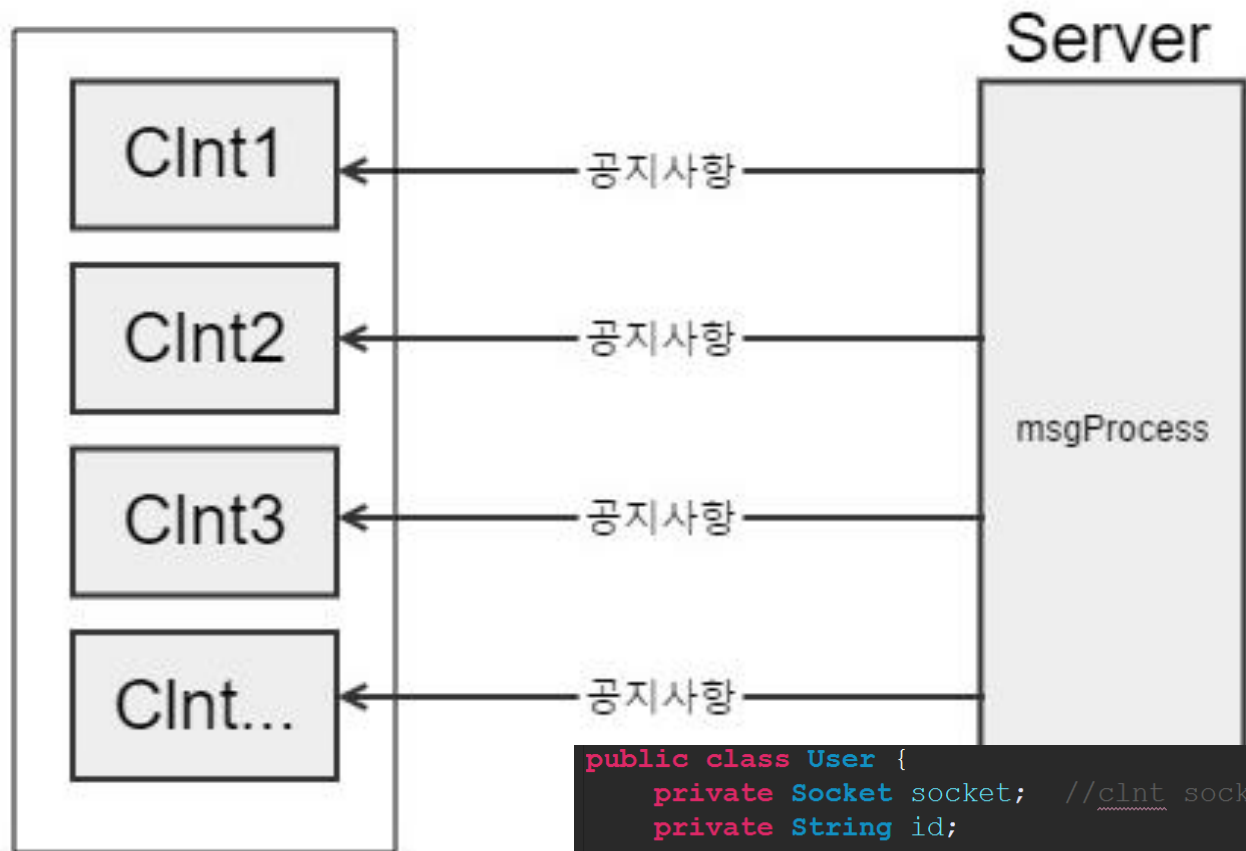 Server
Clnt1
공지사항
Clnt2
공지사항
msgProcess
Clnt3
공지사항
Clnt...
공지사항
public class User {
private Socket socket; //clnt sock
private String id;